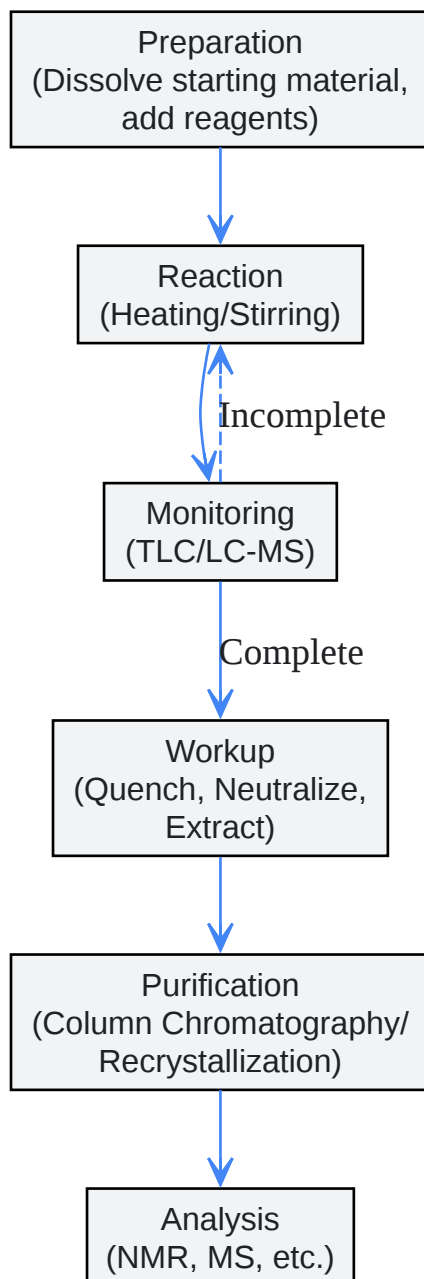 Preparation
(Dissolve starting material,
add reagents)
Reaction
(Heating/Stirring)
Incomplete
Monitoring
(TLC/LC-MS)
Complete
Workup
(Quench, Neutralize,
Extract)
Purification
(Column Chromatography/
Recrystallization)
Analysis
(NMR, MS, etc.)